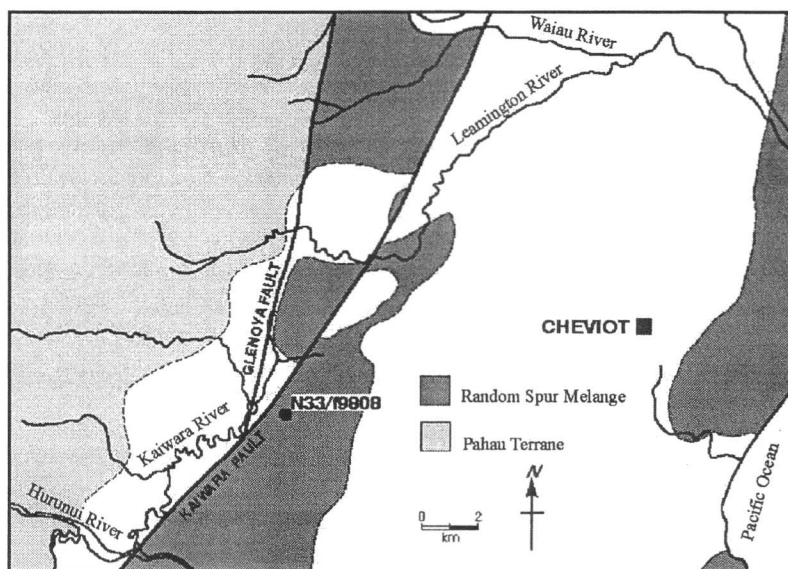 Waiau River
Leamington River
GLENOYA FAULT
CHEVIOT
N33/f9808
Random Spur Melange
Kaiwara River
Pahau Terrane
KAIWARA FAULT
N
Hurunui River
Pacific Ocean
0 2
km